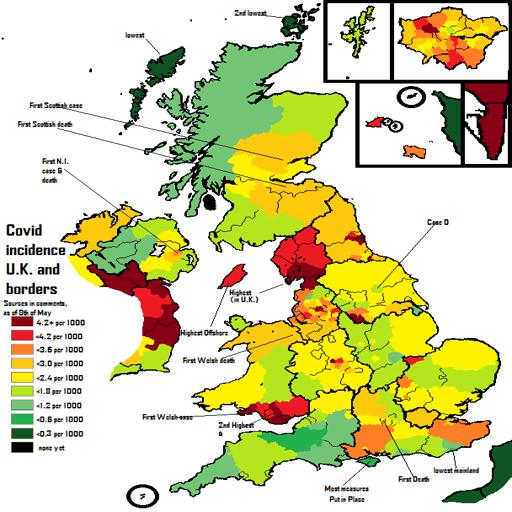 2nd lowest
lowest
First Scottish case
First Scottish death
First N.I.
case &
death
Case 0
Covid
incidence
U.K. and
borders
Sources in comments,
as of 8th of May
4.2+ per 1000
-4.2 per 1000
-3.6 per 1000
-3.0 per 1000
-2.4 per 1000
-1.8 per 1000
-1.2 per 1000
-0.6 per 1000
-0.3 per 1000
none yet
Highest
(in U.K.)
Highest Offshore
First Welsh death
First Welsh case
2nd Highest
lowest mainland
First Death
Most measures
Put in Place